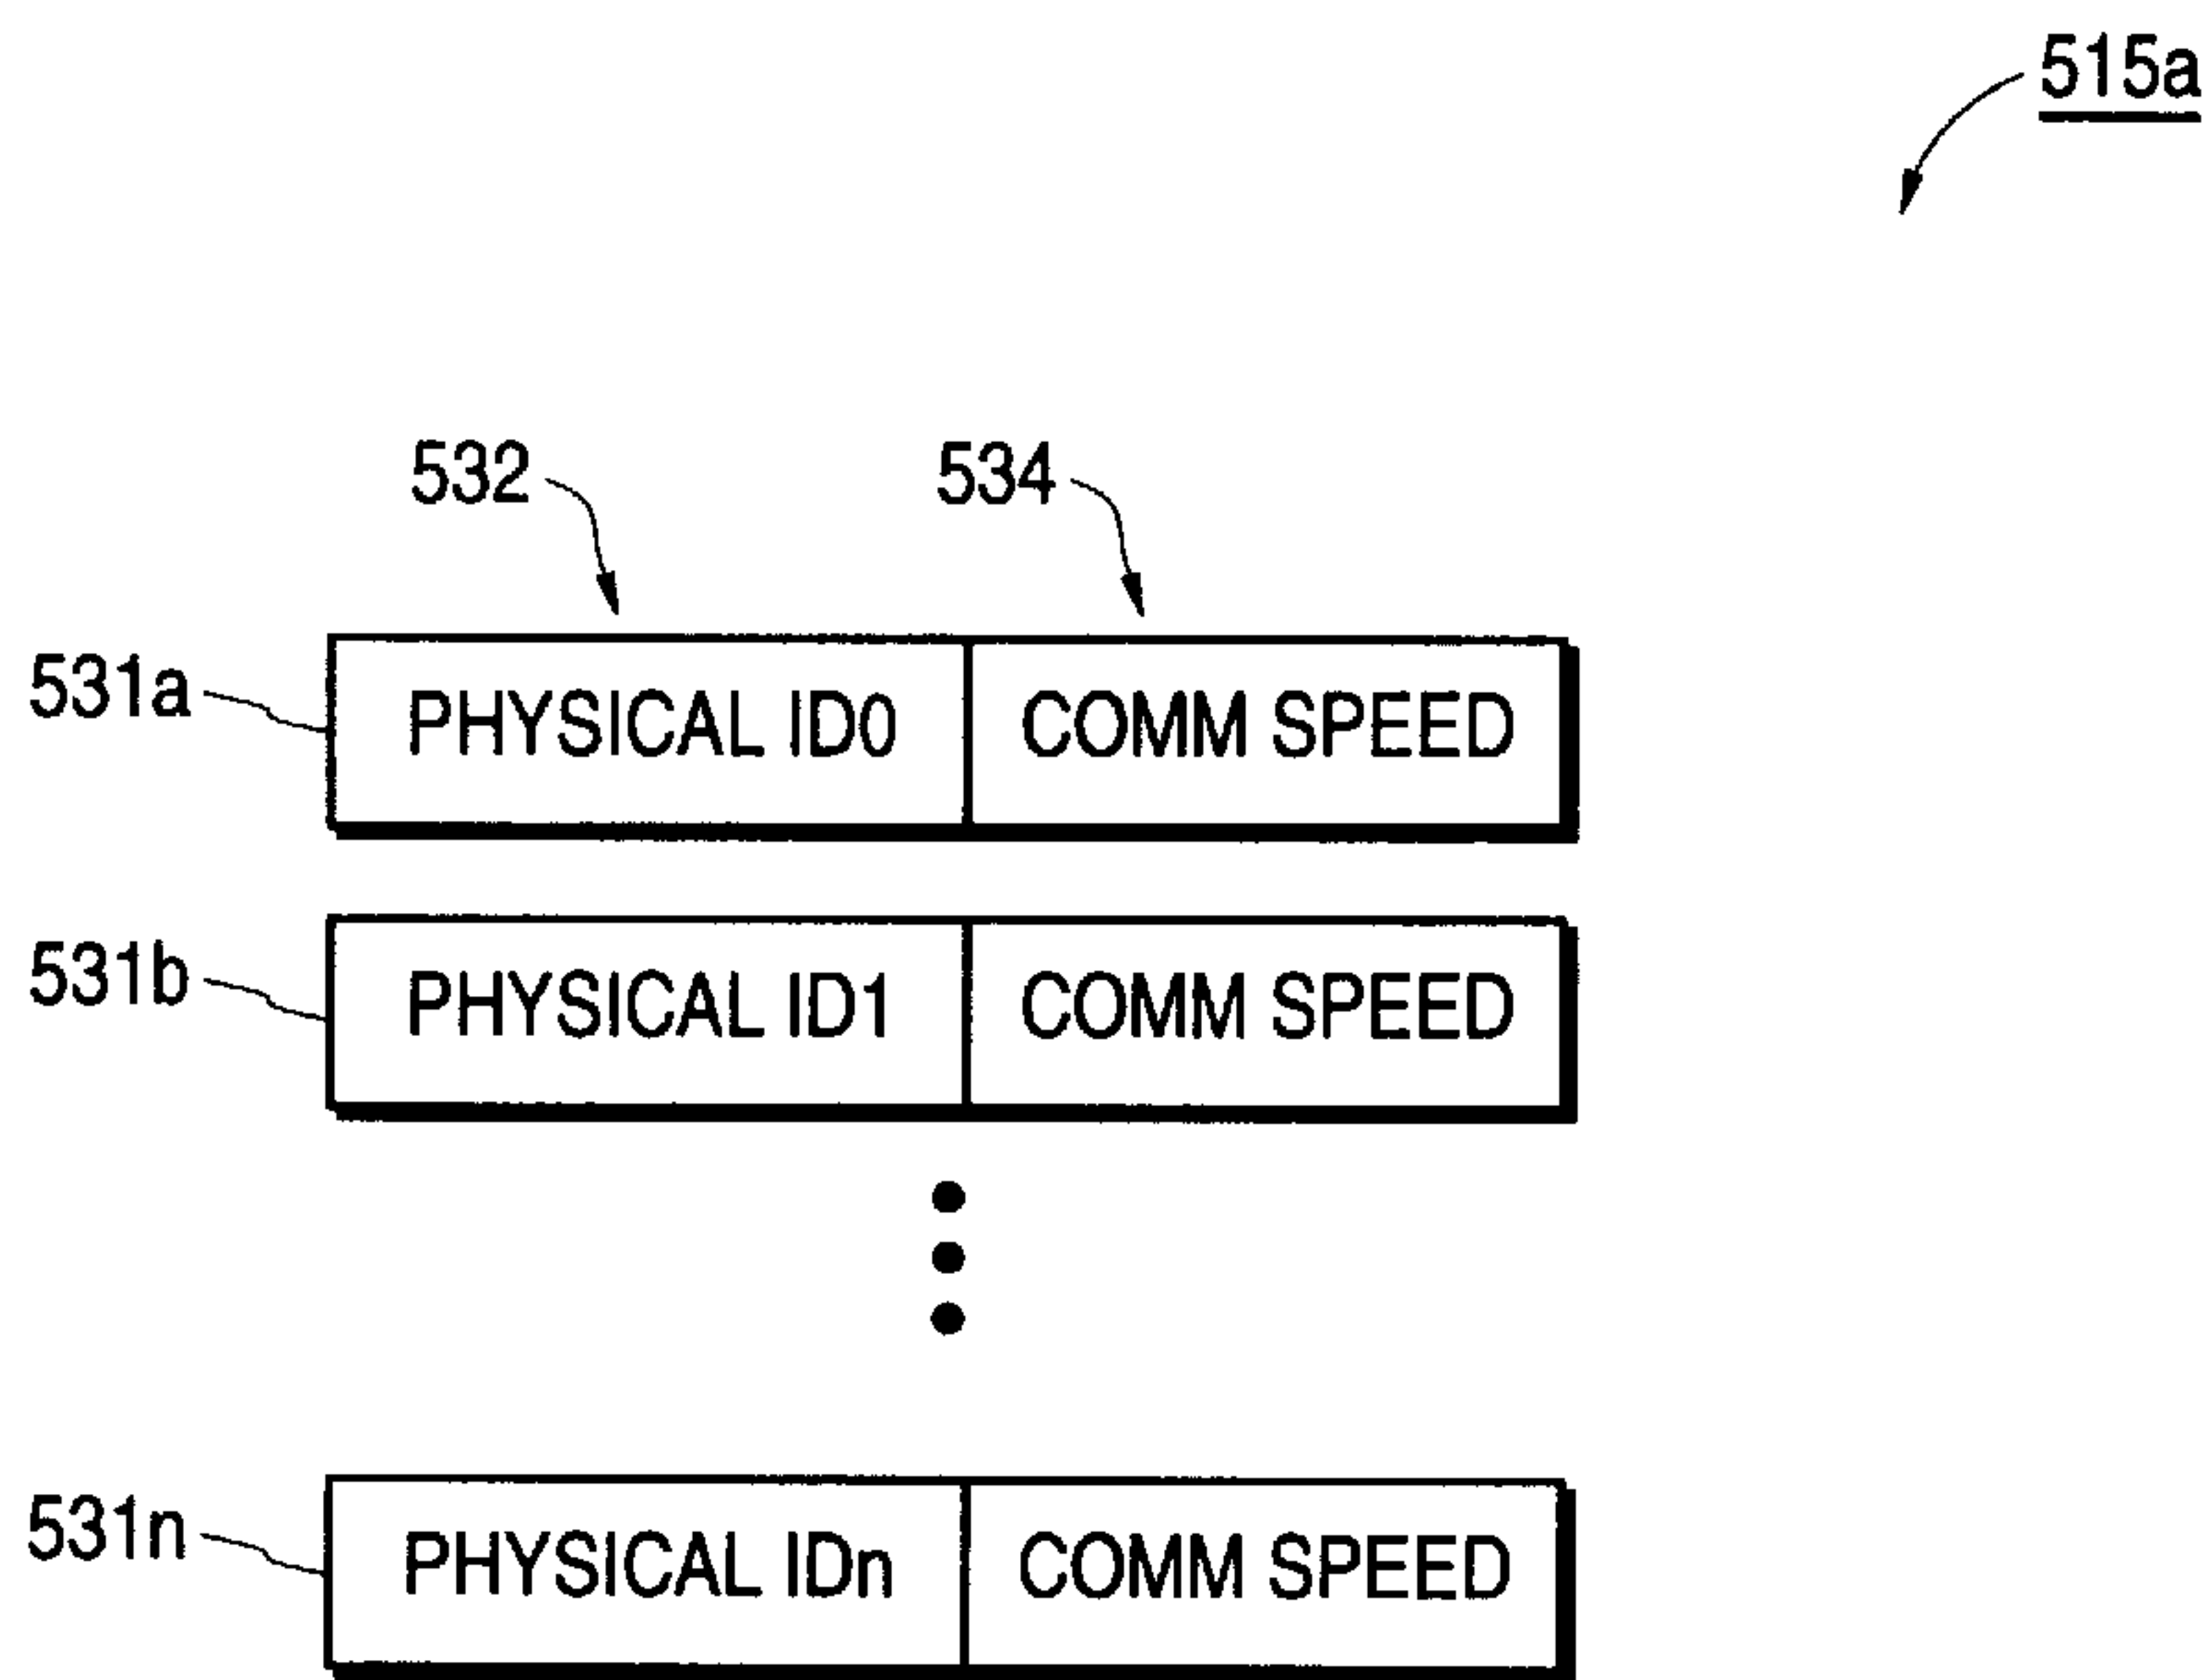 515a
532 534
531a PHYSICAL ID0 COMM SPEED
531b PHYSICAL ID1 COMM SPEED
531n PHYSICAL IDn COMM SPEED